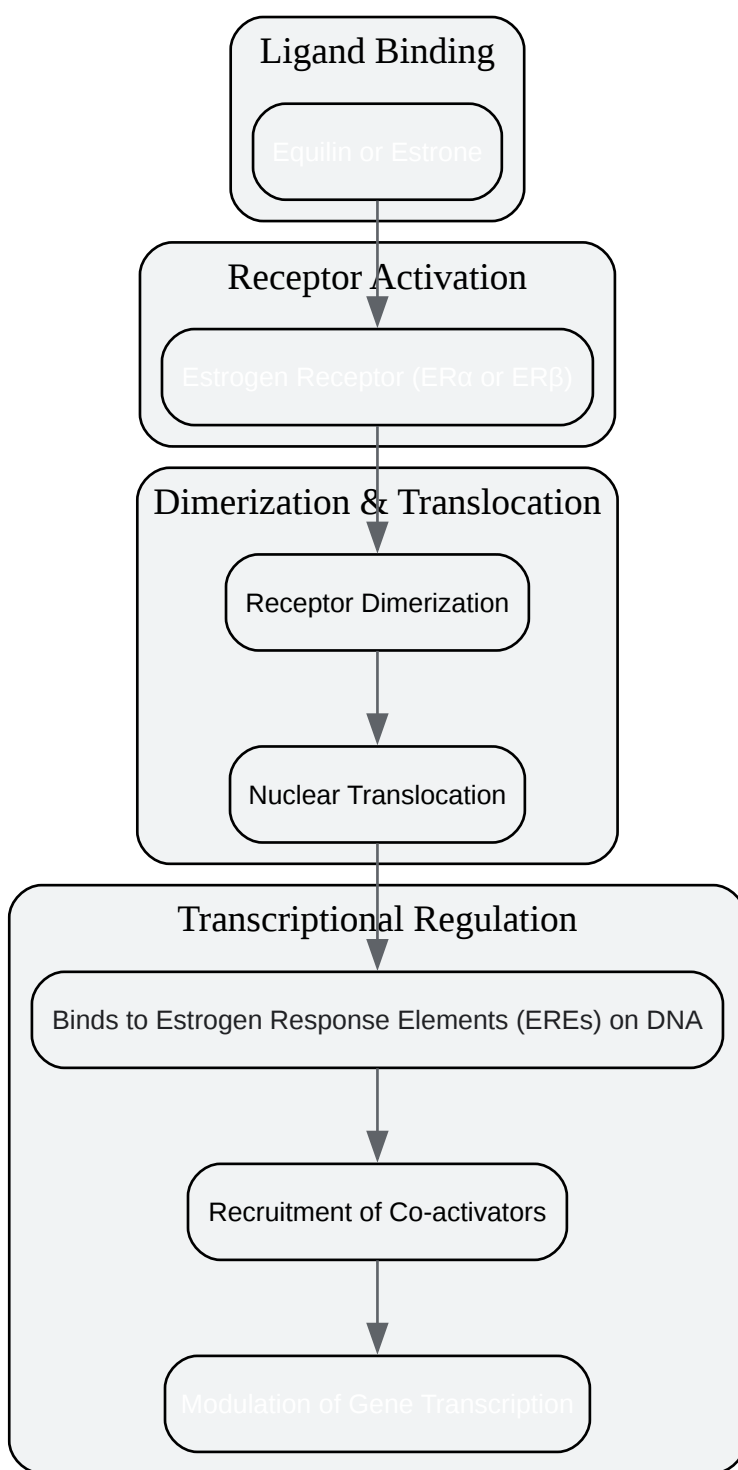 Ligand Binding
Equilin or Estrone
Receptor Activation
Estrogen Receptor (ERα or ERβ)
Dimerization & Translocation
Receptor Dimerization
Nuclear Translocation
Transcriptional Regulation
Binds to Estrogen Response Elements (EREs) on DNA
Recruitment of Co-activators
Modulation of Gene Transcription